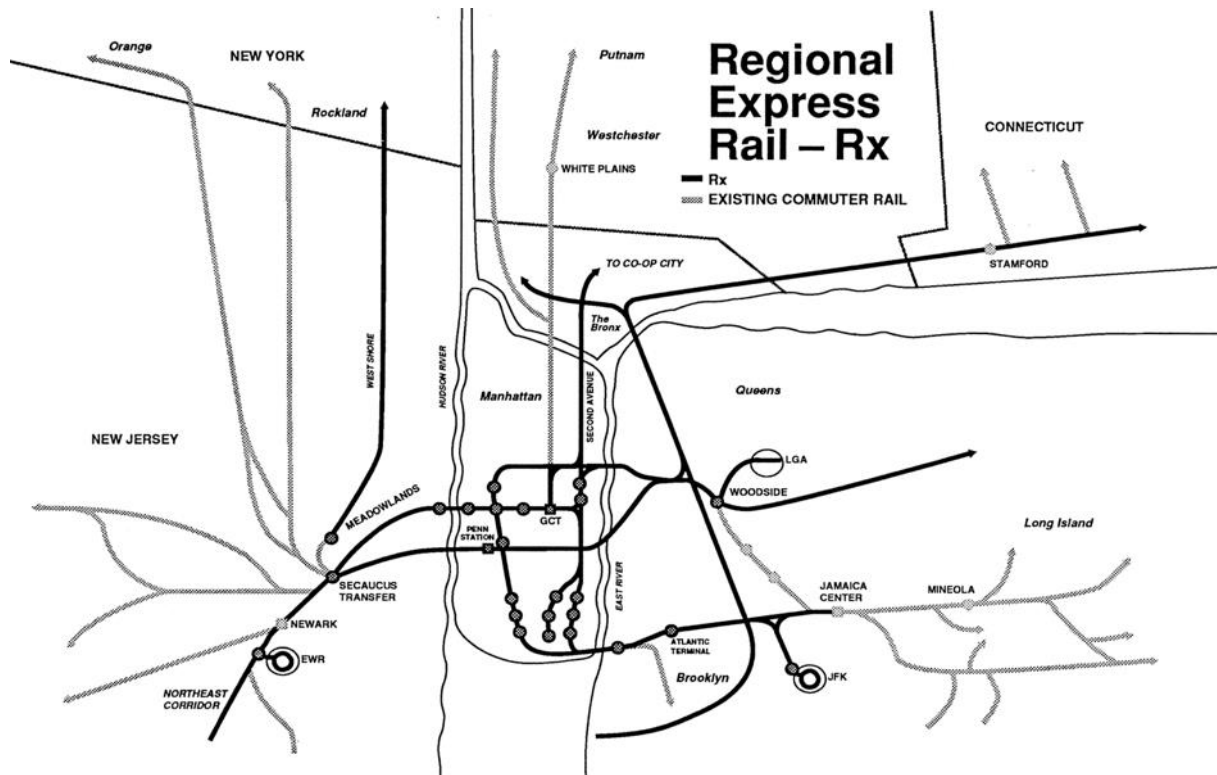 Regional
Express
Rail – Rx
Rx
EXISTING COMMUTER RAIL
Orange
NEW YORK
Rockland
Putnam
Westchester
WHITE PLAINS
CONNECTICUT
STAMFORD
TO CO-OP CITY
The
Bronx
WEST SHORE
HUDSON RIVER
Manhattan
SECOND AVENUE
Queens
NEW JERSEY
MEADOWLANDS
LGA
WOODSIDE
GCT
PENN
STATION
Long Island
SECAUCUS
TRANSFER
EAST RIVER
JAMAICA
CENTER
MINEOLA
NEWARK
ATLANTIC
TERMINAL
EWR
Brooklyn
JFK
NORTHEAST
CORRIDOR